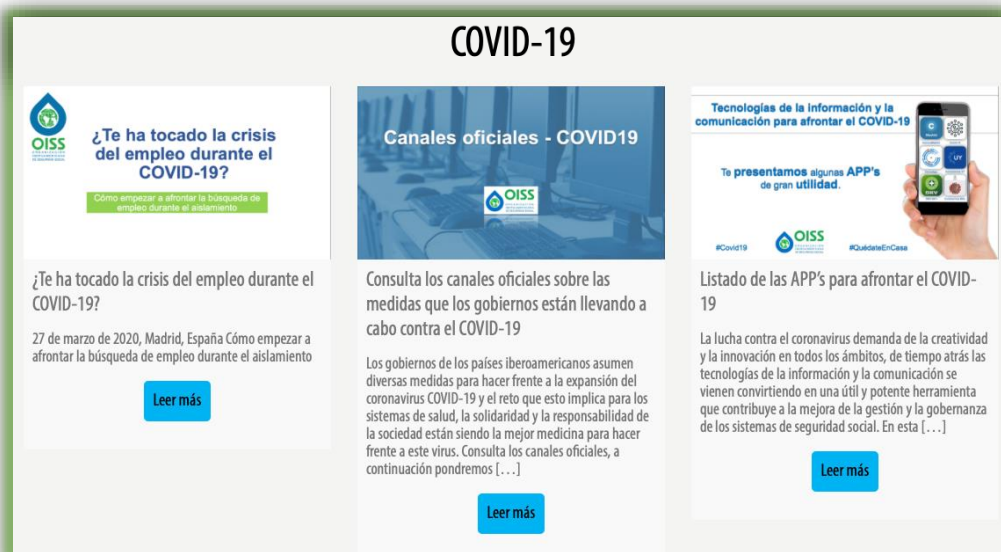 COVID-19
OISS
¿Te ha tocado la crisis
del empleo durante el
COVID-19?
Cómo empezar a afrontar la búsqueda de
empleo durante el aislamiento
¿Te ha tocado la crisis del empleo durante el
COVID-19?
27 de marzo de 2020, Madrid, España Cómo empezar a
afrontar la búsqueda de empleo durante el aislamiento
Leer más
Canales oficiales - COVID19
OISS
Consulta los canales oficiales sobre las
medidas que los gobiernos están llevando a
cabo contra el COVID-19
Los gobiernos de los países iberoamericanos asumen
diversas medidas para hacer frente a la expansión del
coronavirus COVID-19 y el reto que esto implica para los
sistemas de salud, la solidaridad y la responsabilidad de
la sociedad están siendo la mejor medicina para hacer
frente a este virus. Consulta los canales oficiales, a
continuación pondremos [...]
Leer más
Tecnologías de la información y la
comunicación para afrontar el COVID-19
Te presentamos algunas APP's
de gran utilidad.
#Covid19
OISS
#QuédateEnCasa
Listado de las APP's para afrontar el COVID-
19
La lucha contra el coronavirus demanda de la creatividad
y la innovación en todos los ámbitos, de tiempo atrás las
tecnologías de la información y la comunicación se
vienen convirtiendo en una útil y potente herramienta
que contribuye a la mejora de la gestión y la gobernanza
de los sistemas de seguridad social. En esta [...]
Leer más